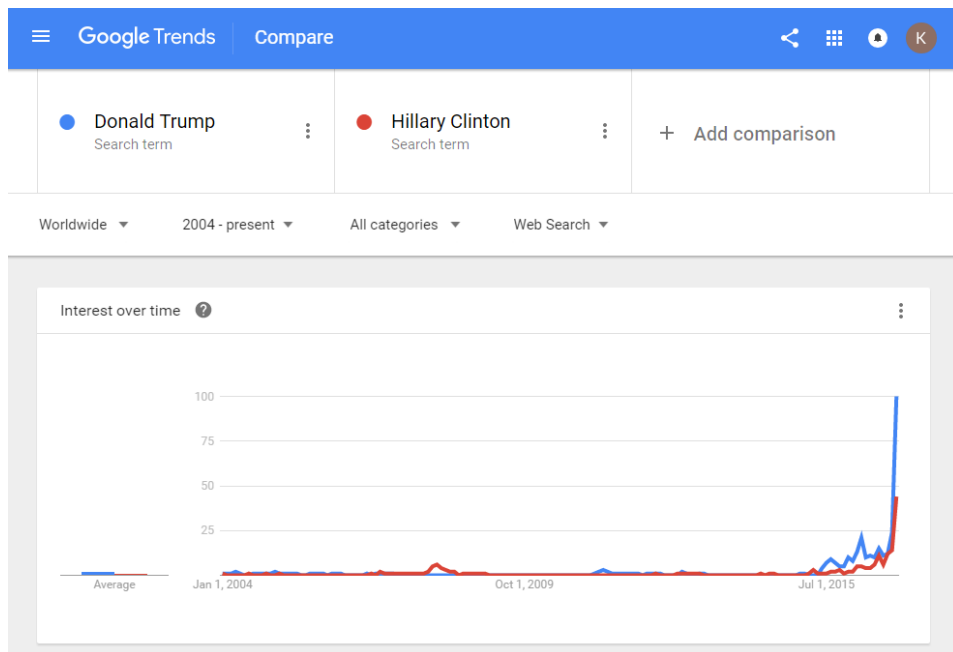 Google Trends Compare K
Donald Trump
Search term
Hillary Clinton
Search term
+ Add comparison
Worldwide 2004 - present All categories Web Search
Interest over time ?
100
75
50
25
Average Jan 1, 2004 Oct 1, 2009 Jul 1, 2015